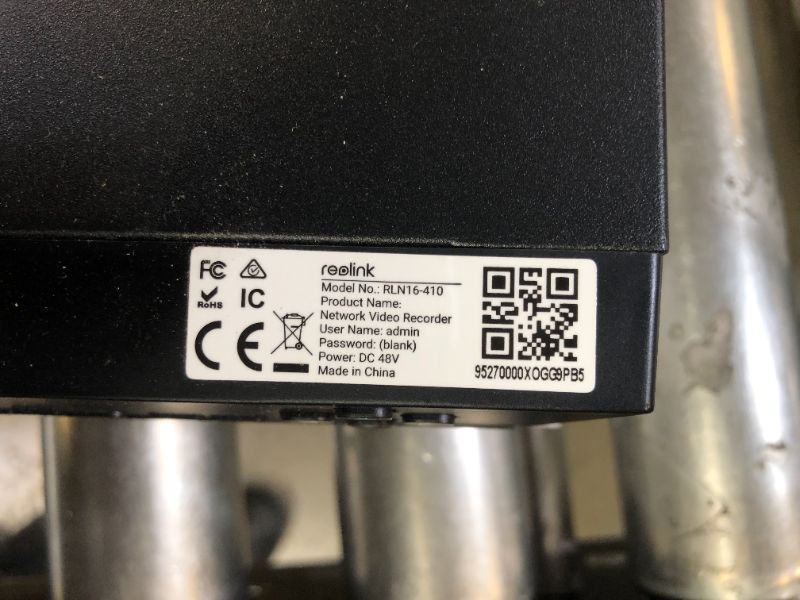 FC
RoHS
IC
CE
reolink
Model No.: RLN16-410
Product Name:
Network Video Recorder
User Name: admin
Password: (blank)
Power: DC 48V
Made in China
95270000XOGG9PB5